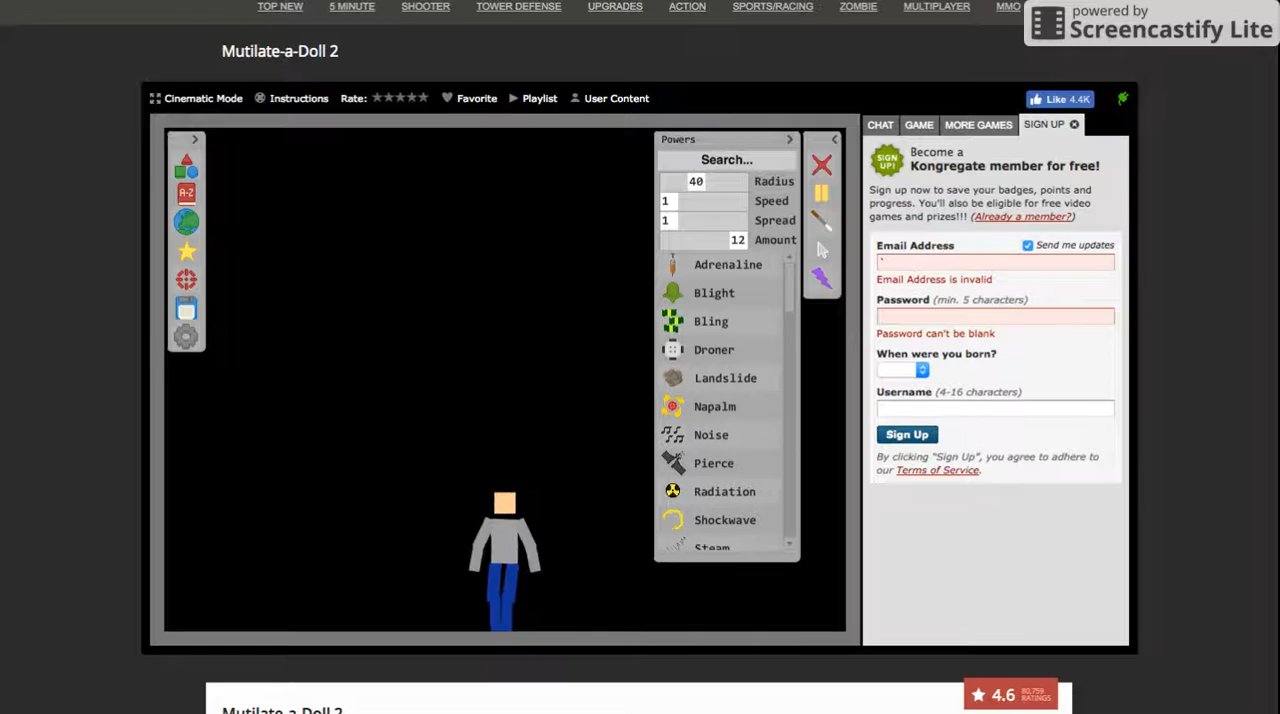 TOP NEW 5 MINUTE SHOOTER TOWER DEFENSE UPGRADES ACTION SPORTS/RACING ZOMBIE MULTIPLAYER MMO
powered by
Screencastify Lite
Mutilate-a-Doll 2
Cinematic Mode Instructions Rate: Favorite Playlist User Content
Like 4.4K
CHAT GAME MORE GAMES SIGN UP
A-Z
Powers
Search...
40 Radius
1 Speed
1 Spread
12 Amount
Adrenaline
Blight
Bling
Droner
Landslide
Napalm
Noise
Pierce
Radiation
Shockwave
Steam
SIGN UP!
Become a
Kongregate member for free!
Sign up now to save your badges, points and
progress. You'll also be eligible for free video
games and prizes!!! (Already a member?)
Email Address Send me updates
`
Email Address is invalid
Password (min. 5 characters)
Password can't be blank
When were you born?
Username (4-16 characters)
Sign Up
By clicking "Sign Up", you agree to adhere to
our Terms of Service.
4.6 80,759 RATINGS
Mutilate-a-Doll 2